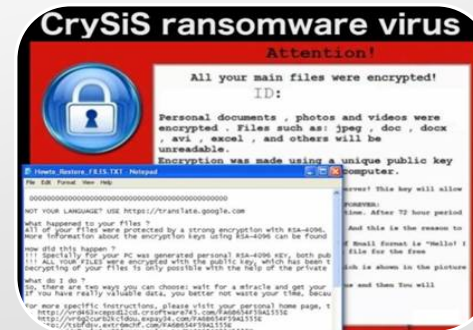 CrySiS ransomware virus
Attention!
All your main files were encrypted!
ID:
Personal documents , photos and videos were
encrypted . Files such as: jpeg , doc , docx
, avi , excel , and others will be
unreadable.
Encryption was made using a unique public key
computer.
server! This key will allow
FOREVER:
time. After 72 hour period
And this is the reason to
Email format is "Hello! I
file for the free
which is shown in the picture
se and then You will
Howto_Restore_FILES.TXT - Notepad
File Edit Format View Help
NOT YOUR LANGUAGE? USE https://translate.google.com
What happened to your files ?
All of your files were protected by a strong encryption with RSA-4096.
More information about the encryption keys using RSA-4096 can be found
How did this happen ?
!!! Specially for your PC was generated personal RSA-4096 KEY, both pub
!!! ALL YOUR FILES were encrypted with the public key, which has been t
Decrypting of your files is only possible with the help of the private
What do I do ?
So, there are two ways you can choose: wait for a miracle and get your
If you have really valuable data, you better not waste your time, becau
For more specific instructions, please visit your personal home page, t